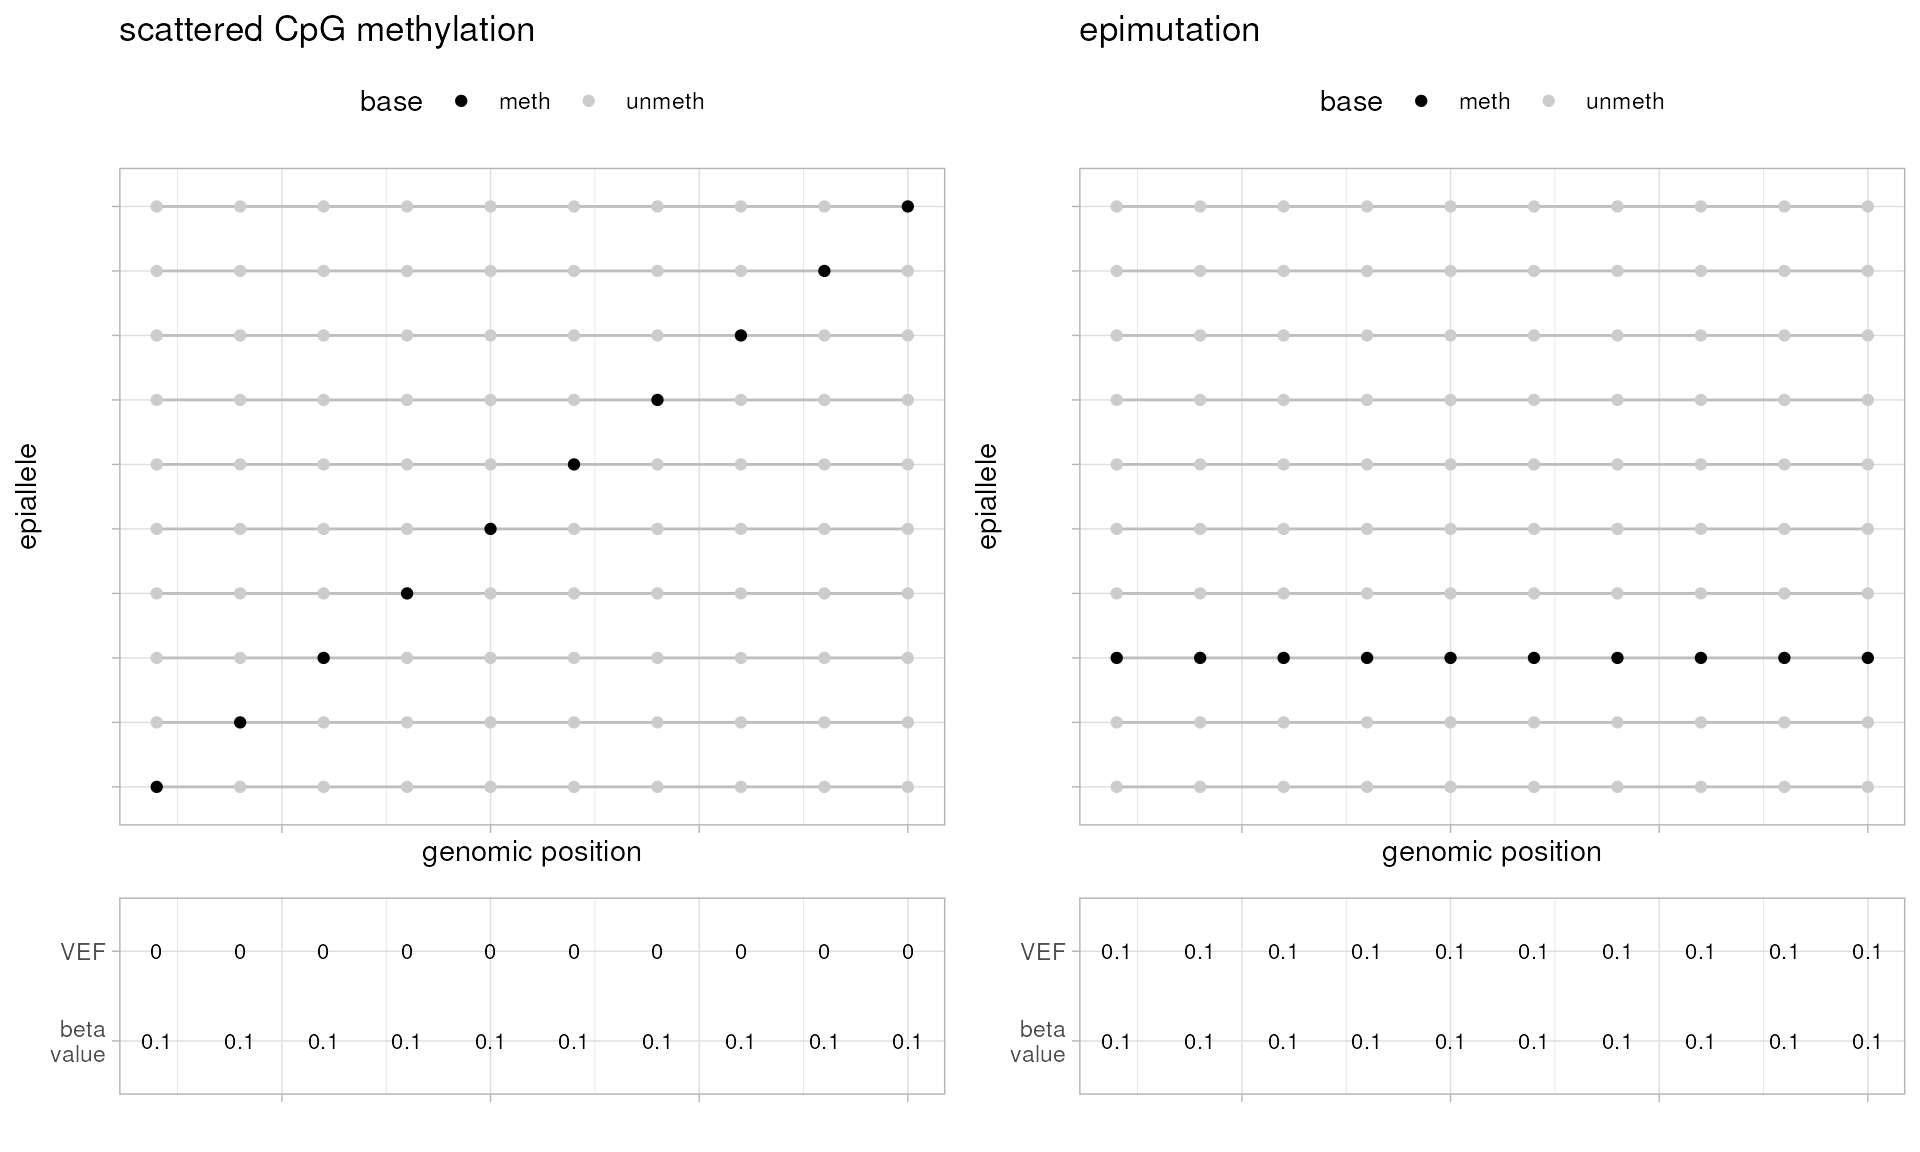 scattered CpG methylation
base meth unmeth
epiallele
genomic position
VEF 0 0 0 0 0 0 0 0 0 0
beta
value 0.1 0.1 0.1 0.1 0.1 0.1 0.1 0.1 0.1 0.1
epimutation
base meth unmeth
epiallele
genomic position
VEF 0.1 0.1 0.1 0.1 0.1 0.1 0.1 0.1 0.1 0.1
beta
value 0.1 0.1 0.1 0.1 0.1 0.1 0.1 0.1 0.1 0.1